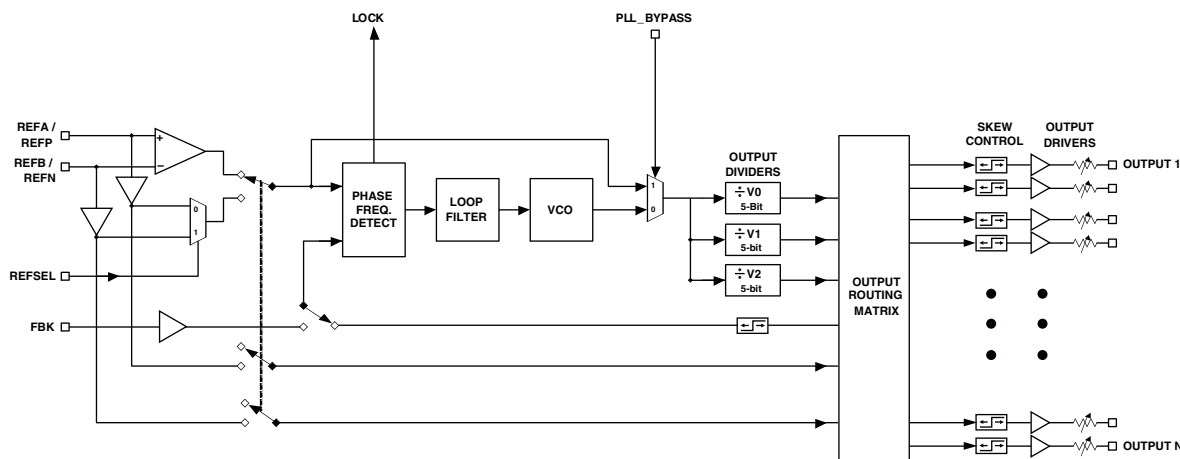 LOCK
PLL_BYPASS
REFA /
REFP
REFB /
REFN
+
−
0
1
REFSEL
FBK
PHASE
FREQ.
DETECT
LOOP
FILTER
VCO
1
0
OUTPUT
DIVIDERS
÷V0
5-Bit
÷V1
5-bit
÷V2
5-bit
OUTPUT
ROUTING
MATRIX
SKEW
CONTROL
OUTPUT
DRIVERS
OUTPUT 1
OUTPUT N